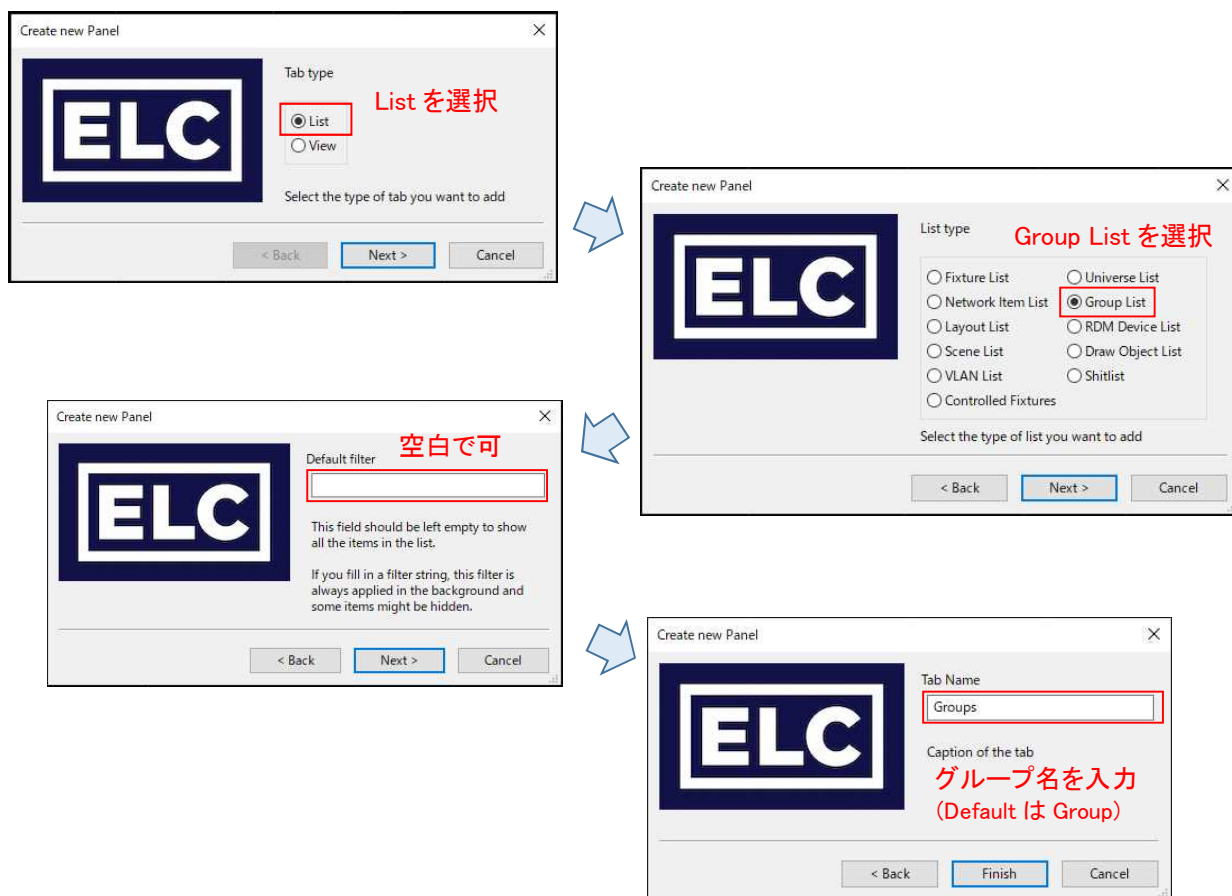 Create new Panel
ELC
Tab type
List を選択
List
View
Select the type of tab you want to add
< Back
Next >
Cancel
Create new Panel
ELC
List type
Group List を選択
Fixture List
Universe List
Network Item List
Group List
Layout List
RDM Device List
Scene List
Draw Object List
VLAN List
Shitlist
Controlled Fixtures
Select the type of list you want to add
< Back
Next >
Cancel
Create new Panel
ELC
空白で可
Default filter
This field should be left empty to show
all the items in the list.
If you fill in a filter string, this filter is
always applied in the background and
some items might be hidden.
< Back
Next >
Cancel
Create new Panel
ELC
Tab Name
Groups
Caption of the tab
グループ名を入力
(Default は Group)
< Back
Finish
Cancel